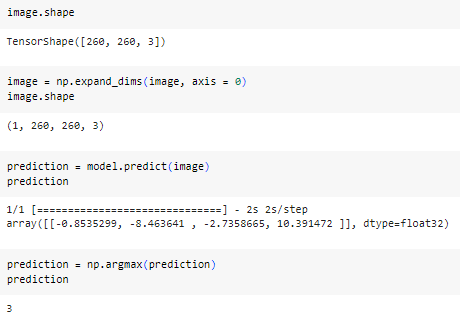 image.shape
TensorShape([260, 260, 3])
image = np.expand_dims(image, axis = 0)
image.shape
(1, 260, 260, 3)
prediction = model.predict(image)
prediction
1/1 [==============================] - 2s 2s/step
array([[-0.8535299, -8.463641 , -2.7358665, 10.391472 ]], dtype=float32)
prediction = np.argmax(prediction)
prediction
3